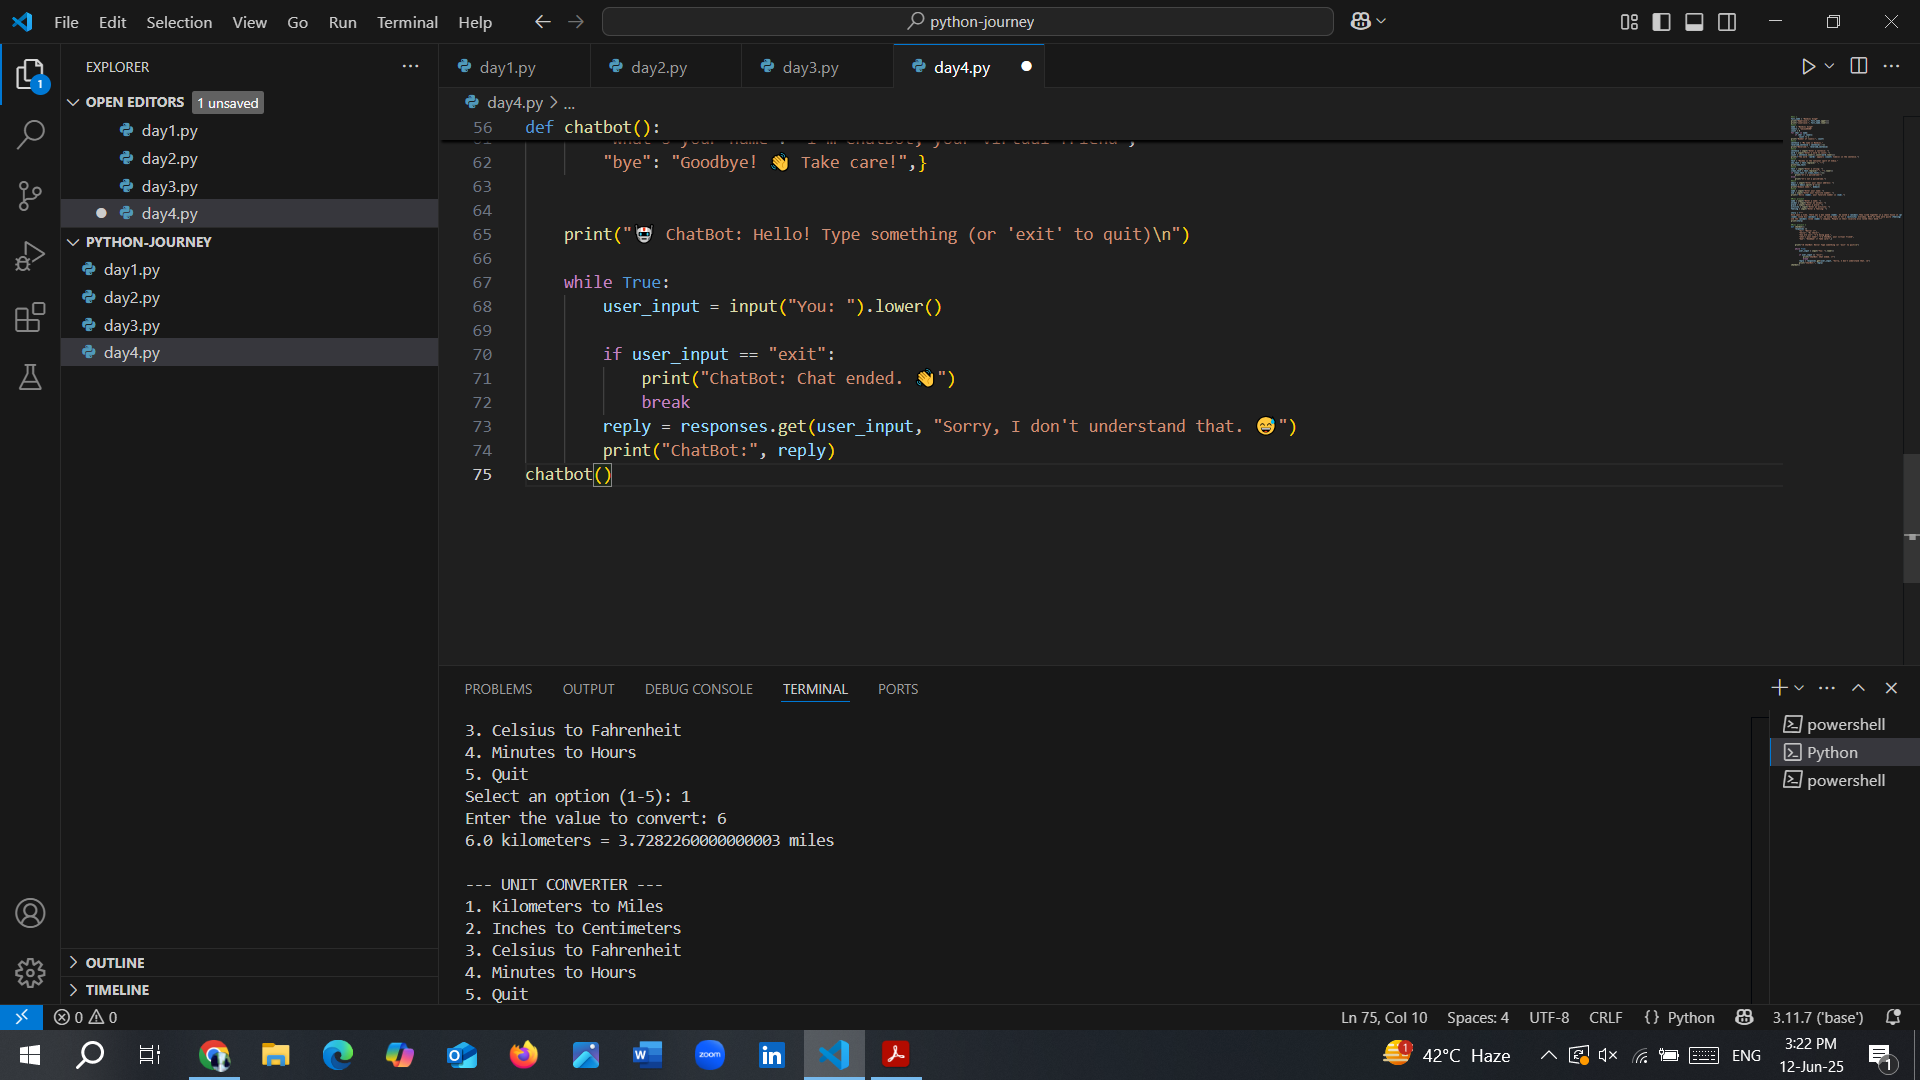 File Edit Selection View Go Run Terminal Help
python-journey
EXPLORER
OPEN EDITORS 1 unsaved
day1.py
day2.py
day3.py
day4.py
PYTHON-JOURNEY
day1.py
day2.py
day3.py
day4.py
OUTLINE
TIMELINE
day1.py day2.py day3.py day4.py
day4.py > ...
56 def chatbot():
62 "bye": "Goodbye! 👋 Take care!",}
63
64
65 print("🤖 ChatBot: Hello! Type something (or 'exit' to quit)\n")
66
67 while True:
68 user_input = input("You: ").lower()
69
70 if user_input == "exit":
71 print("ChatBot: Chat ended. 👋")
72 break
73 reply = responses.get(user_input, "Sorry, I don't understand that. 😅")
74 print("ChatBot:", reply)
75 chatbot()
PROBLEMS OUTPUT DEBUG CONSOLE TERMINAL PORTS
3. Celsius to Fahrenheit
4. Minutes to Hours
5. Quit
Select an option (1-5): 1
Enter the value to convert: 6
6.0 kilometers = 3.7282260000000003 miles
--- UNIT CONVERTER ---
1. Kilometers to Miles
2. Inches to Centimeters
3. Celsius to Fahrenheit
4. Minutes to Hours
5. Quit
powershell
Python
powershell
0 0
Ln 75, Col 10 Spaces: 4 UTF-8 CRLF {} Python 3.11.7 ('base')
42°C Haze
ENG
3:22 PM
12-Jun-25